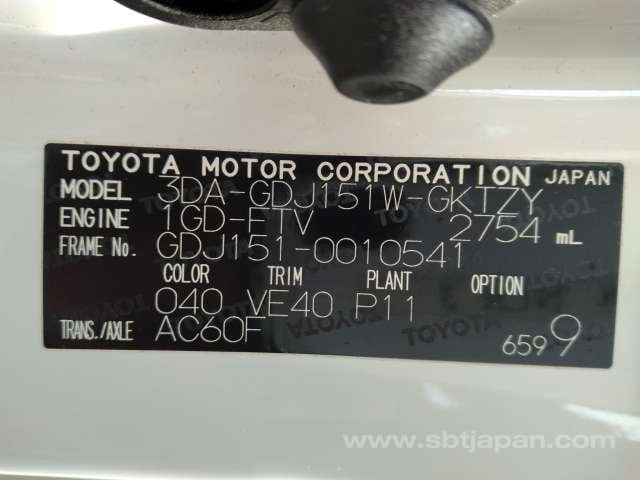 TOYOTA MOTOR CORPORATION JAPAN
MODEL 3DA-GDJ151W-GKTZY
ENGINE 1GD-FTV 2754 mL
FRAME No. GDJ151-0010541
COLOR TRIM PLANT OPTION
040 VE40 P11
TRANS./AXLE AC60F
6599
www.sbtjapan.com